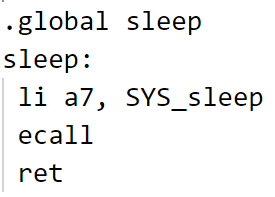 .global sleep
sleep:
 li a7, SYS_sleep
 ecall
 ret